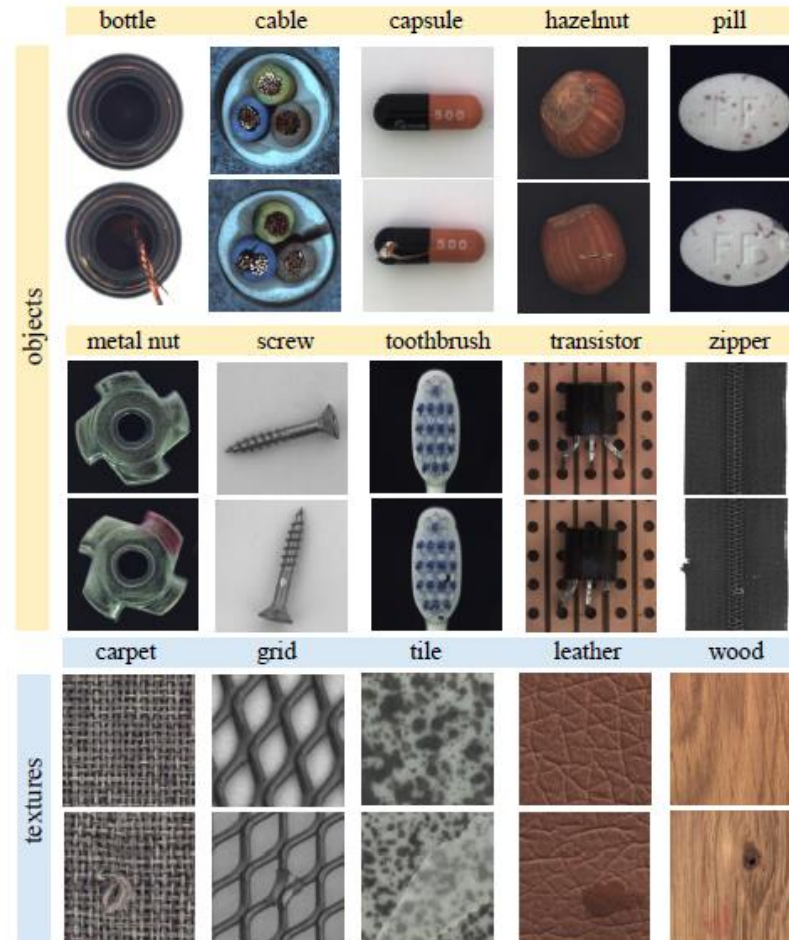 bottle cable capsule hazelnut pill
500
FF
500
FF
objects
metal nut screw toothbrush transistor zipper
carpet grid tile leather wood
textures